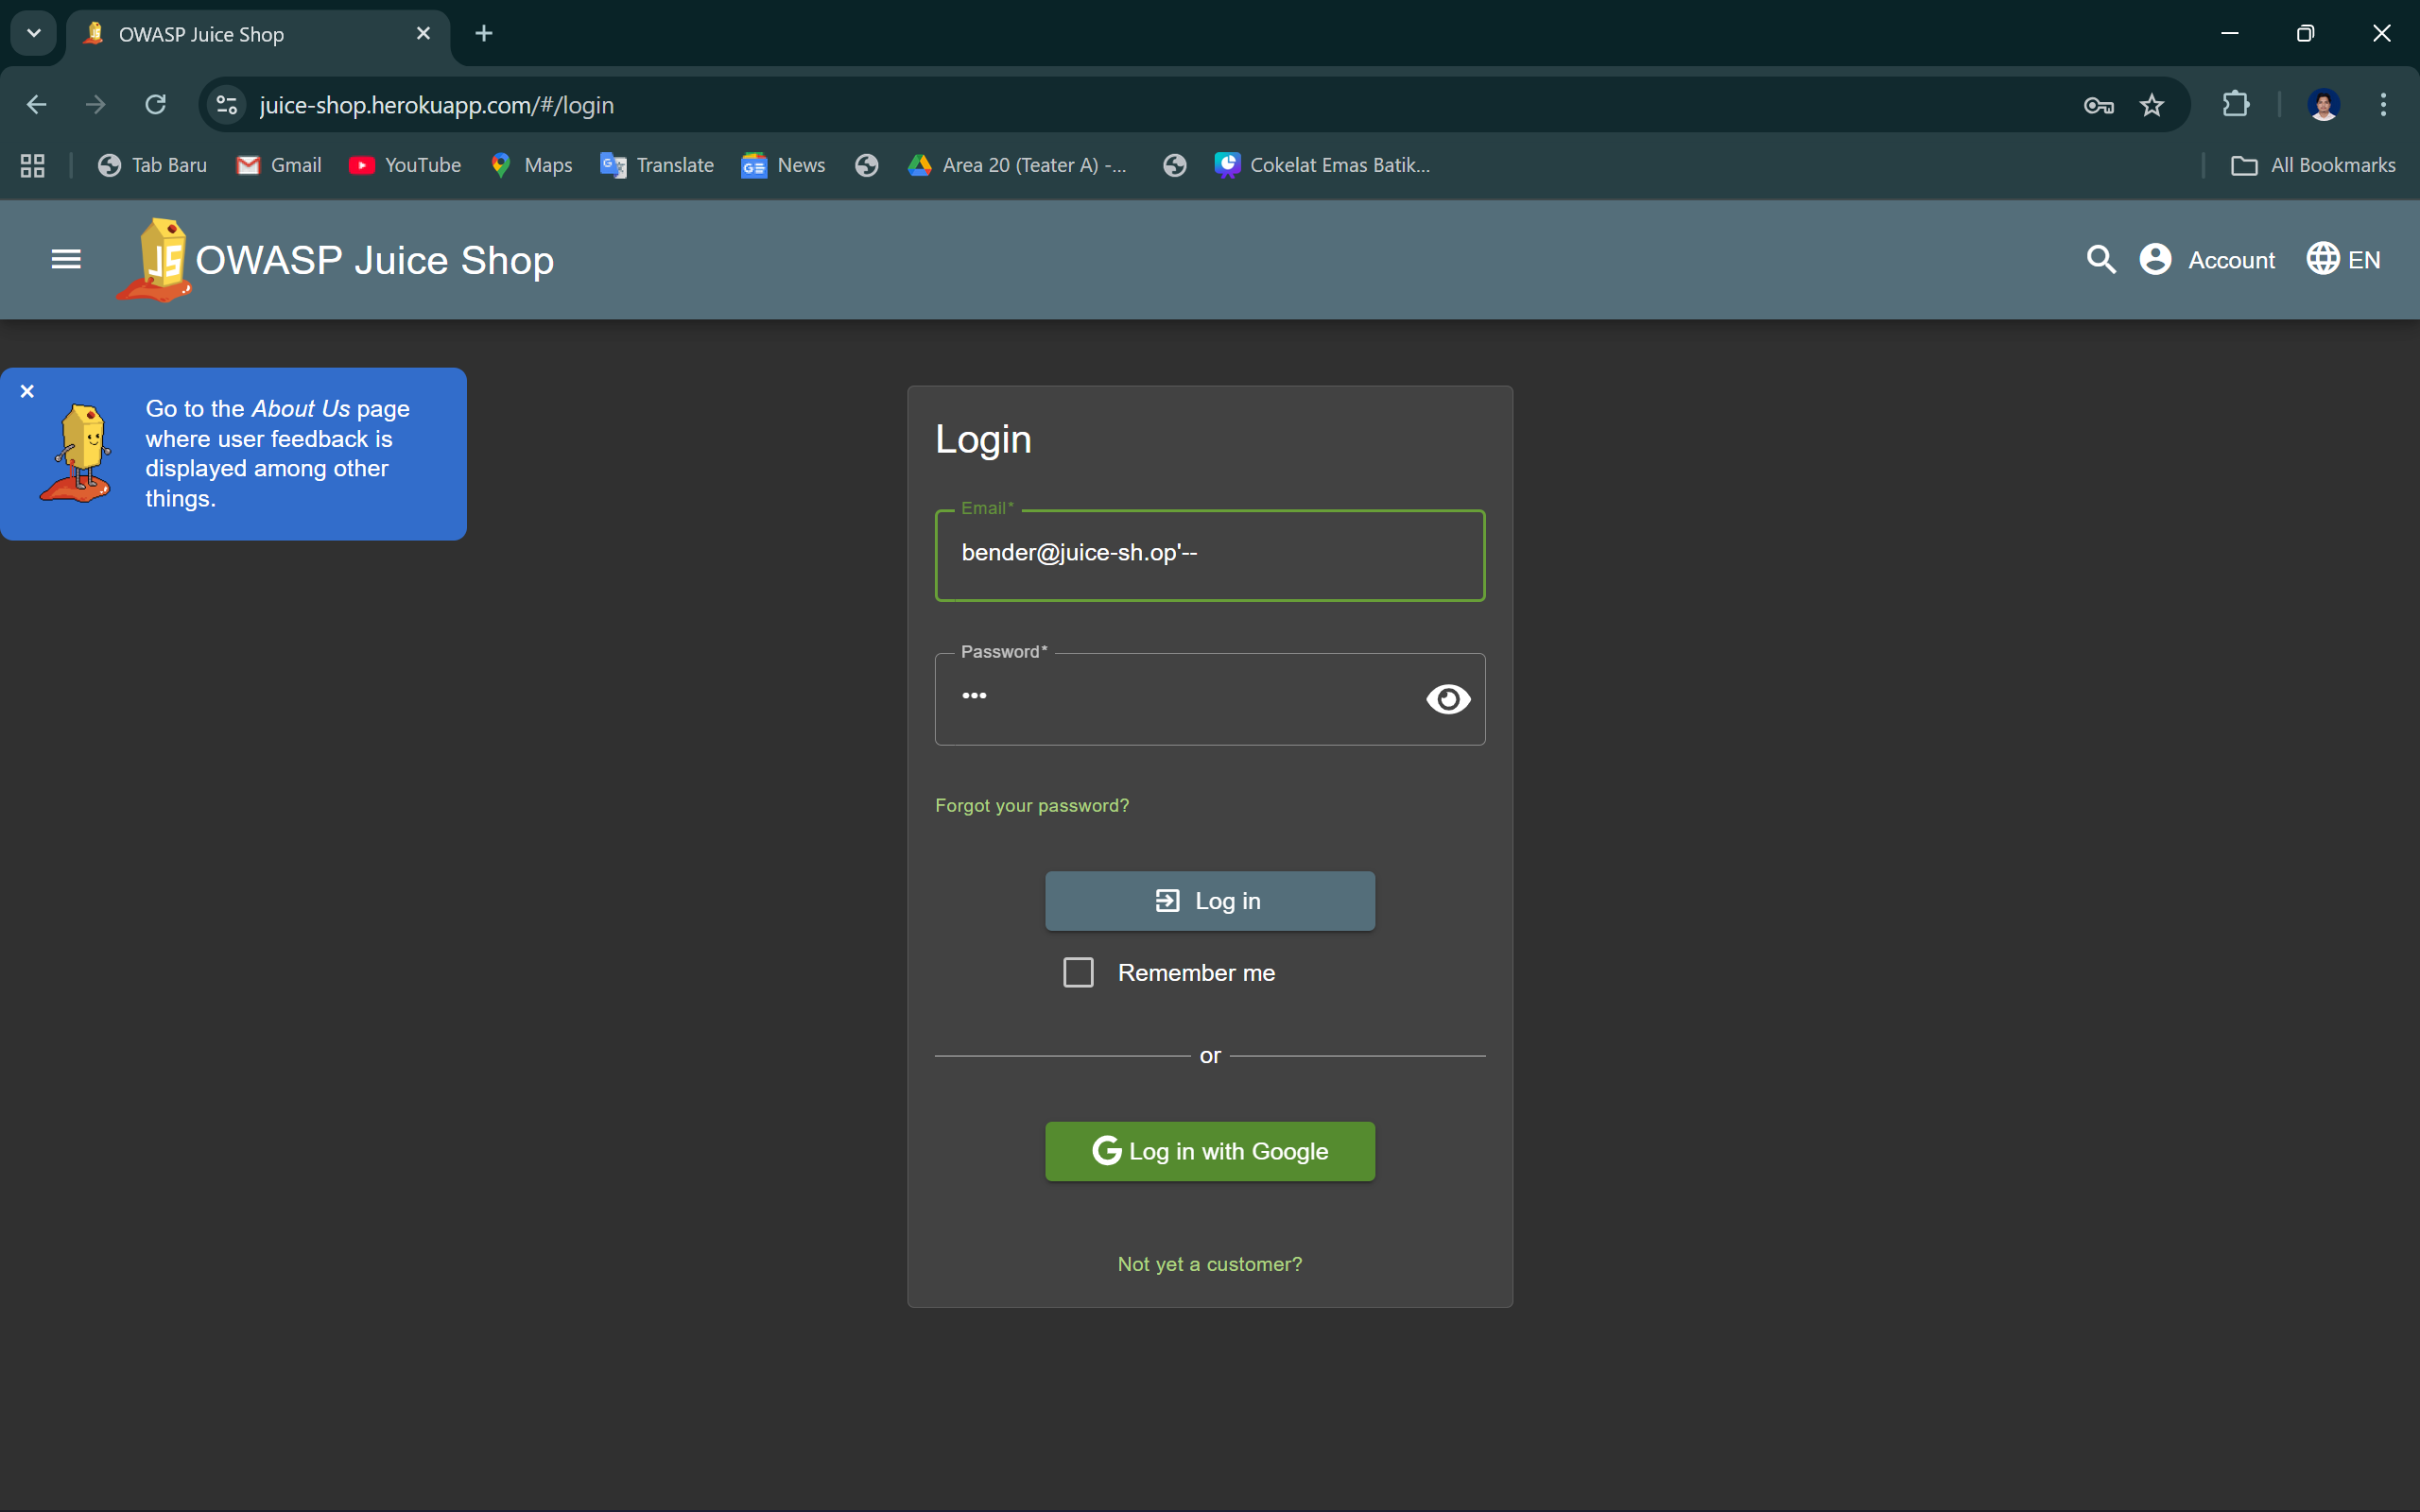 OWASP Juice Shop
juice-shop.herokuapp.com/#/login
Tab Baru Gmail YouTube Maps Translate News Area 20 (Teater A) -... Cokelat Emas Batik... All Bookmarks
JS OWASP Juice Shop Account EN
Go to the About Us page
where user feedback is
displayed among other
things.
Login
Email*
bender@juice-sh.op'--
Password*
•••
Forgot your password?
Log in
Remember me
or
G Log in with Google
Not yet a customer?